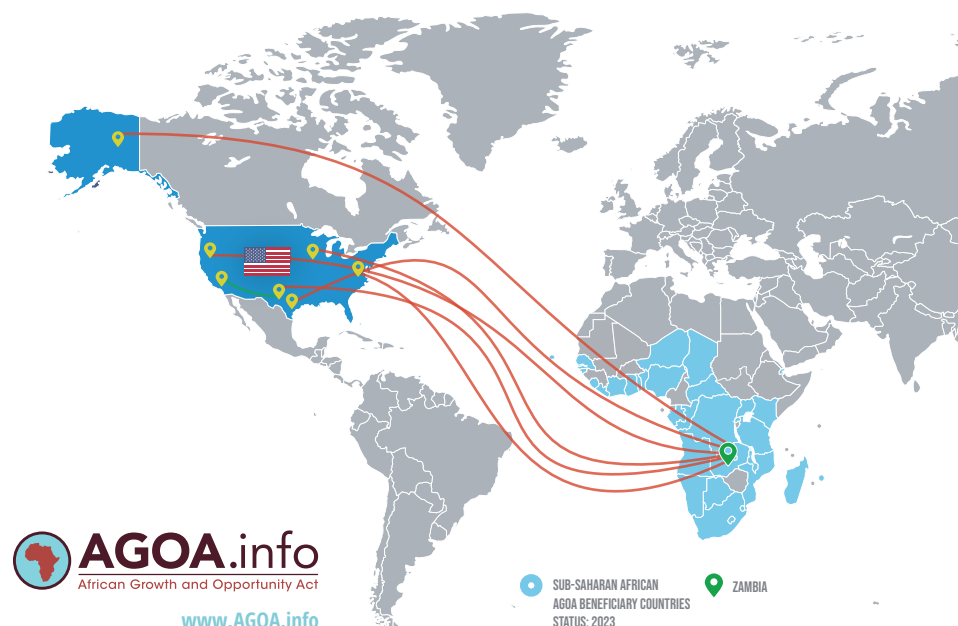 AGOA.info
African Growth and Opportunity Act
www.AGOA.info
SUB-SAHARAN AFRICAN
AGOA BENEFICIARY COUNTRIES
STATUS: 2023
ZAMBIA